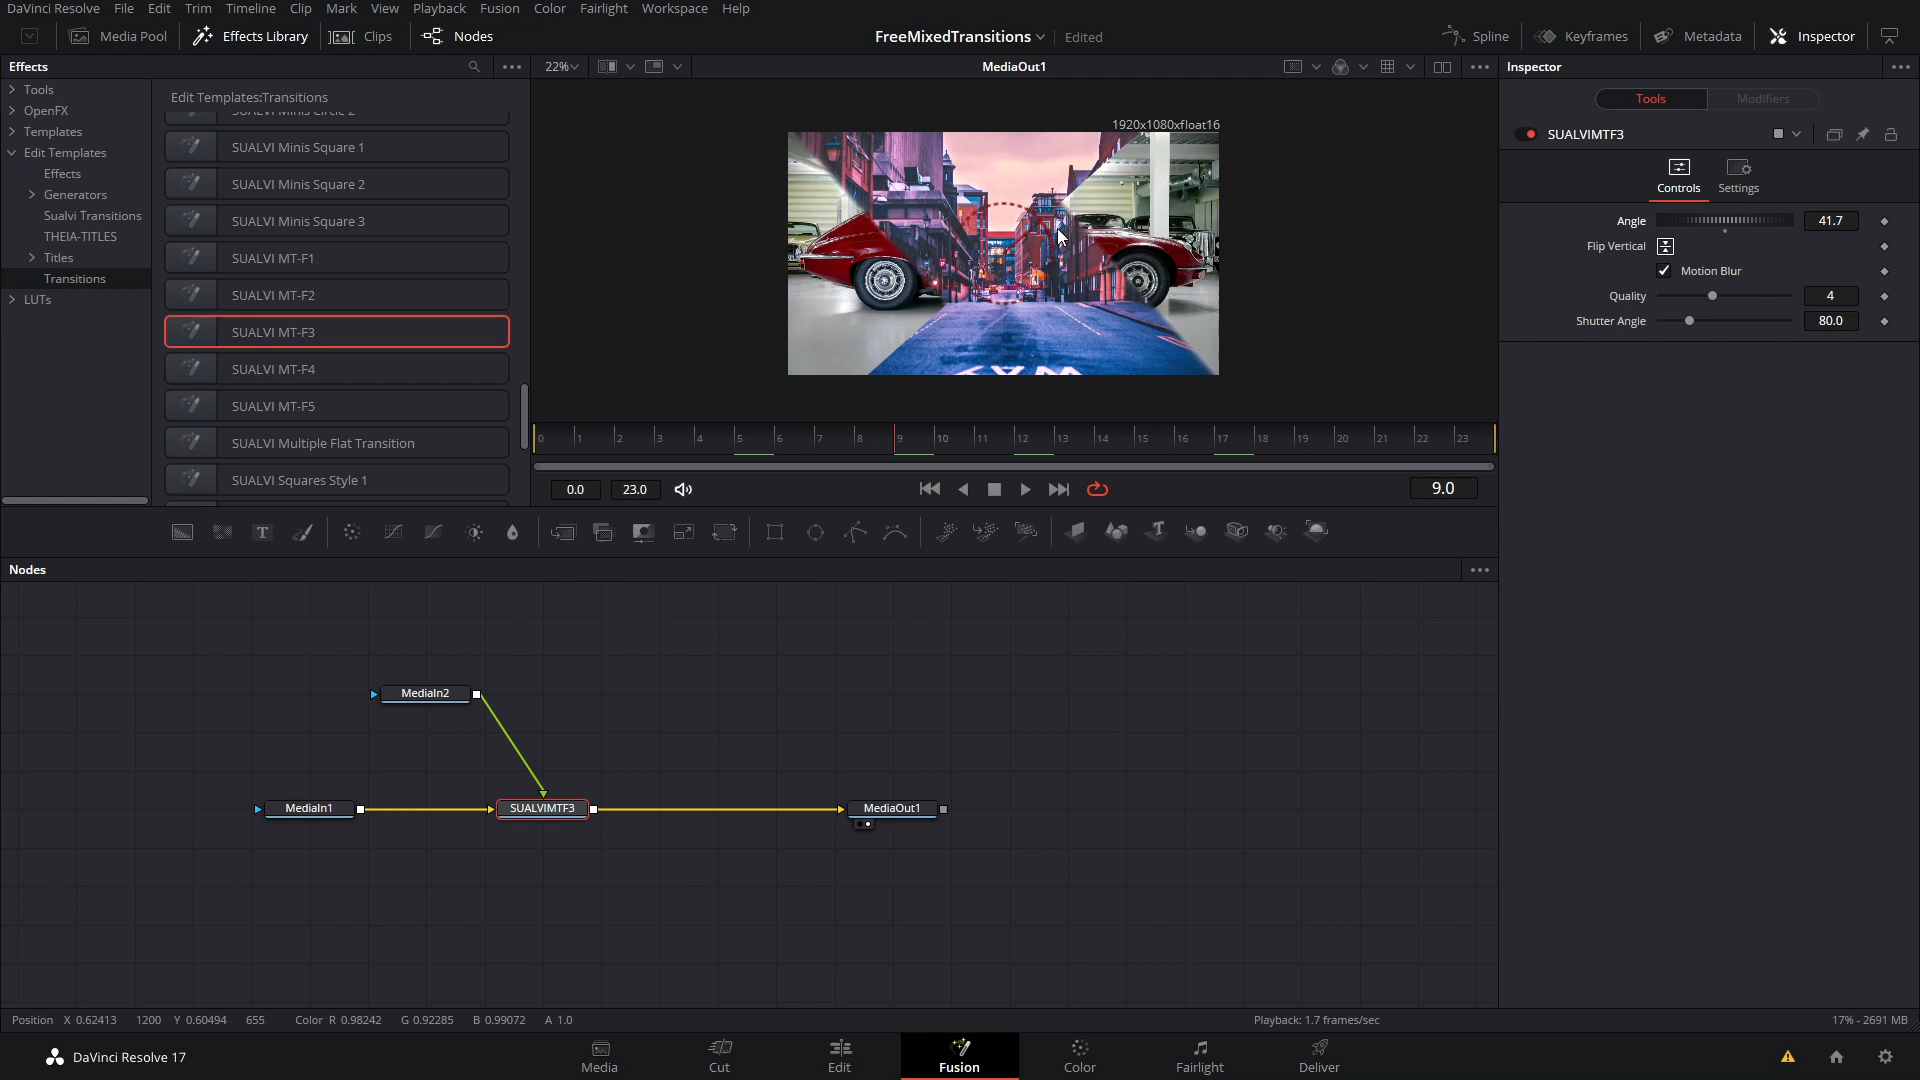 DaVinci Resolve File Edit Trim Timeline Clip Mark View Playback Fusion Color Fairlight Workspace Help
Media Pool Effects Library Clips Nodes FreeMixedTransitions Edited Spline Keyframes Metadata Inspector
Effects 22% MediaOut1 Inspector
Tools
OpenFX
Templates
Edit Templates
Effects
Generators
Sualvi Transitions
THEIA-TITLES
Titles
Transitions
LUTs
Edit Templates:Transitions
SUALVI Minis Circle 2
SUALVI Minis Square 1
SUALVI Minis Square 2
SUALVI Minis Square 3
SUALVI MT-F1
SUALVI MT-F2
SUALVI MT-F3
SUALVI MT-F4
SUALVI MT-F5
SUALVI Multiple Flat Transition
SUALVI Squares Style 1
1920x1080xfloat16
0 1 2 3 4 5 6 7 8 9 10 11 12 13 14 15 16 17 18 19 20 21 22 23
0.0 23.0 9.0
Tools Modifiers
SUALVIMTF3
Controls Settings
Angle 41.7
Flip Vertical
Motion Blur
Quality 4
Shutter Angle 80.0
Nodes
MediaIn2
MediaIn1 SUALVIMTF3 MediaOut1
Position X 0.62413 1200 Y 0.60494 655 Color R 0.98242 G 0.92285 B 0.99072 A 1.0 Playback: 1.7 frames/sec 17% - 2691 MB
DaVinci Resolve 17 Media Cut Edit Fusion Color Fairlight Deliver